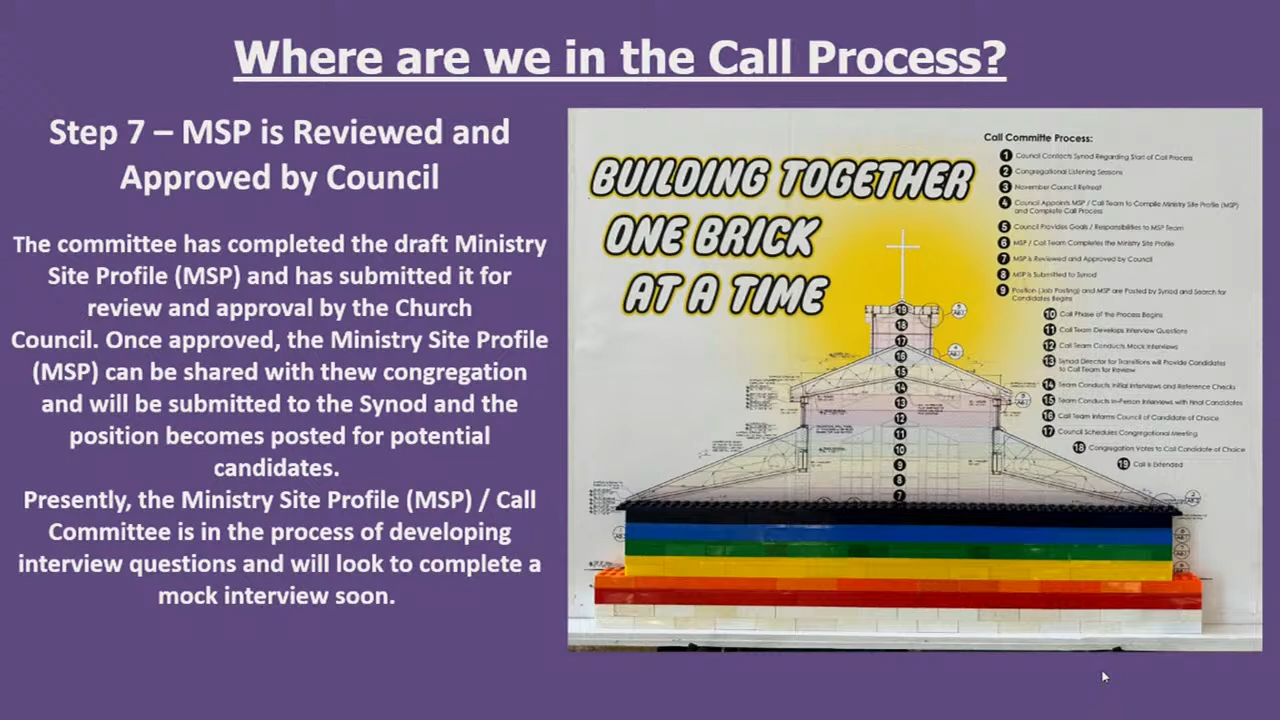 Where are we in the Call Process?
Step 7 – MSP is Reviewed and
Approved by Council
The committee has completed the draft Ministry
Site Profile (MSP) and has submitted it for
review and approval by the Church
Council. Once approved, the Ministry Site Profile
(MSP) can be shared with thew congregation
and will be submitted to the Synod and the
position becomes posted for potential
candidates.
Presently, the Ministry Site Profile (MSP) / Call
Committee is in the process of developing
interview questions and will look to complete a
mock interview soon.
BUILDING TOGETHER
ONE BRICK
AT A TIME
Call Committe Process:
1 Council Contacts Synod Regarding Start of Call Process
2 Congregational Listening Sessions
3 November Council Retreat
4 Council Appoints MSP / Call Team to Compile Ministry Site Profile (MSP)
and Complete Call Process
5 Council Provides Goals / Responsibilities to MSP Team
6 MSP / Call Team Completes the Ministry Site Profile
7 MSP is Reviewed and Approved by Council
8 MSP is Submitted to Synod
9 Position (Job Posting) and MSP are Posted by Synod and Search for
Candidates Begins
10 Call Phase of the Process Begins
11 Call Team Develops Interview Questions
12 Call Team Conducts Mock Interviews
13 Synod Director for Transitions will Provide Candidates
to Call Team for Review
14 Team Conducts Initial Interviews and Reference Checks
15 Team Conducts In-Person Interviews with Final Candidates
16 Call Team Informs Council of Candidate of Choice
17 Council Schedules Congregational Meeting
18 Congregation Votes to Call Candidate of Choice
19 Call is Extended
19
18
17
16
15
14
13
12
11
10
9
8
7